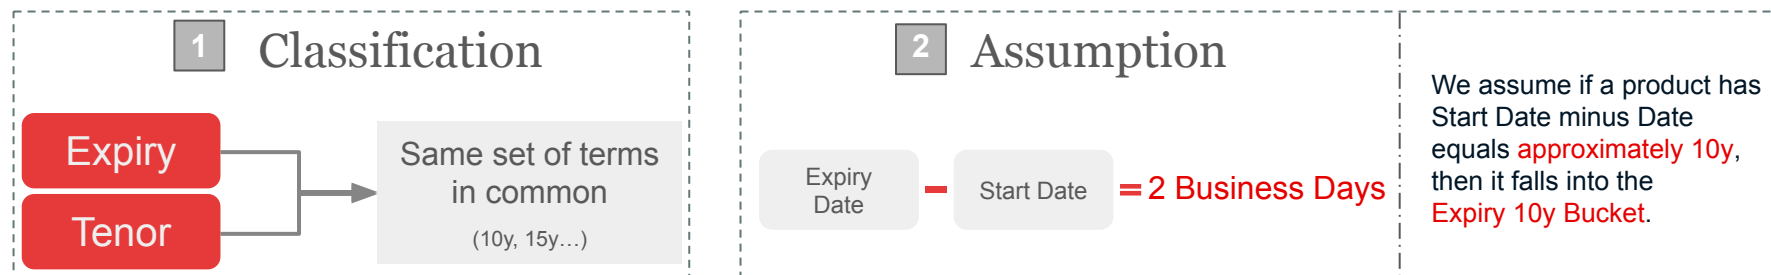 1 Classification
Expiry
Tenor
Same set of terms
in common
(10y, 15y...)
2 Assumption
Expiry
Date
- Start Date = 2 Business Days
We assume if a product has
Start Date minus Date
equals approximately 10y,
then it falls into the
Expiry 10y Bucket.